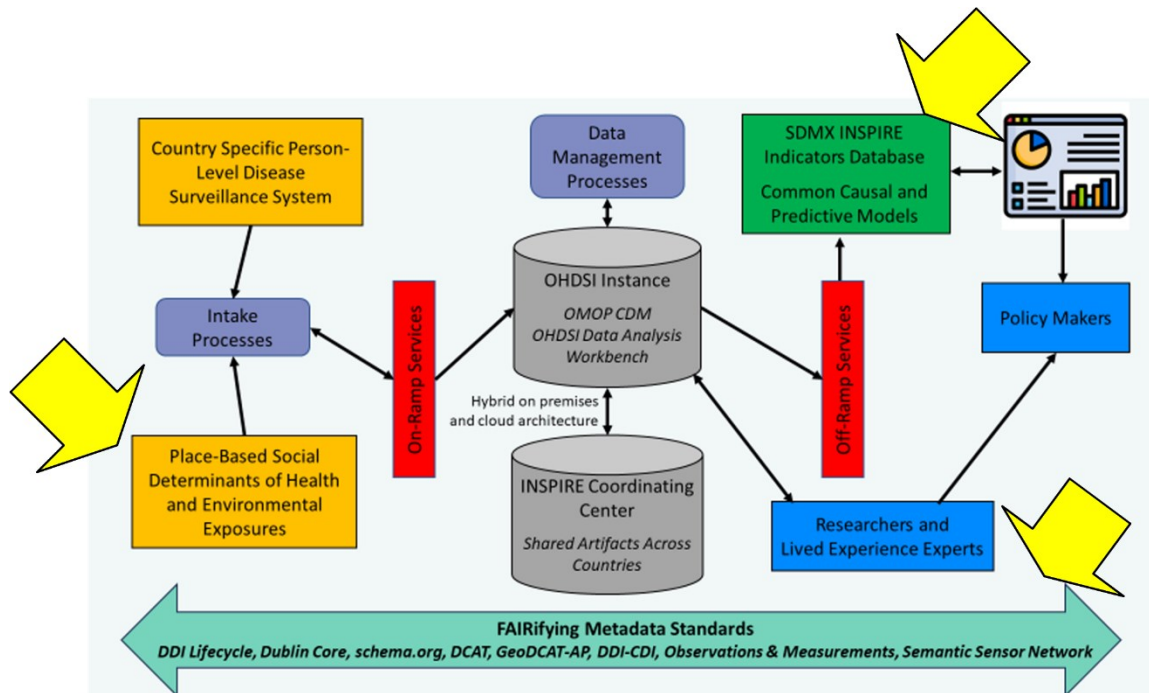 Country Specific Person-
Level Disease
Surveillance System
Data
Management
Processes
SDMX INSPIRE
Indicators Database
Common Causal and
Predictive Models
Intake
Processes
On-Ramp Services
OHDSI Instance
OMOP CDM
OHDSI Data Analysis
Workbench
Off-Ramp Services
Policy Makers
Hybrid on premises
and cloud architecture
Place-Based Social
Determinants of Health
and Environmental
Exposures
INSPIRE Coordinating
Center
Shared Artifacts Across
Countries
Researchers and
Lived Experience Experts
FAIRifying Metadata Standards
DDI Lifecycle, Dublin Core, schema.org, DCAT, GeoDCAT-AP, DDI-CDI, Observations & Measurements, Semantic Sensor Network